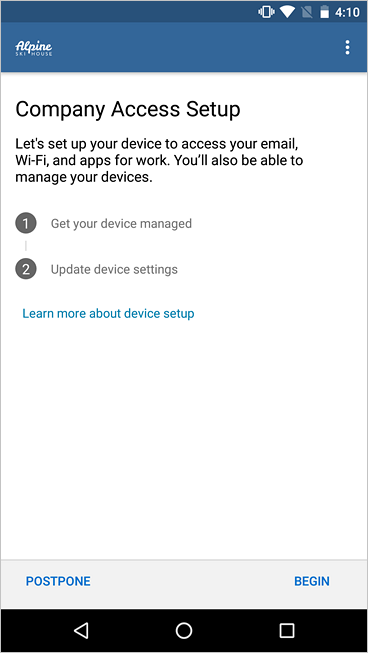 4:10
Alpine
SKI HOUSE
Company Access Setup
Let's set up your device to access your email,
Wi-Fi, and apps for work. You’ll also be able to
manage your devices.
1 Get your device managed
2 Update device settings
Learn more about device setup
POSTPONE BEGIN